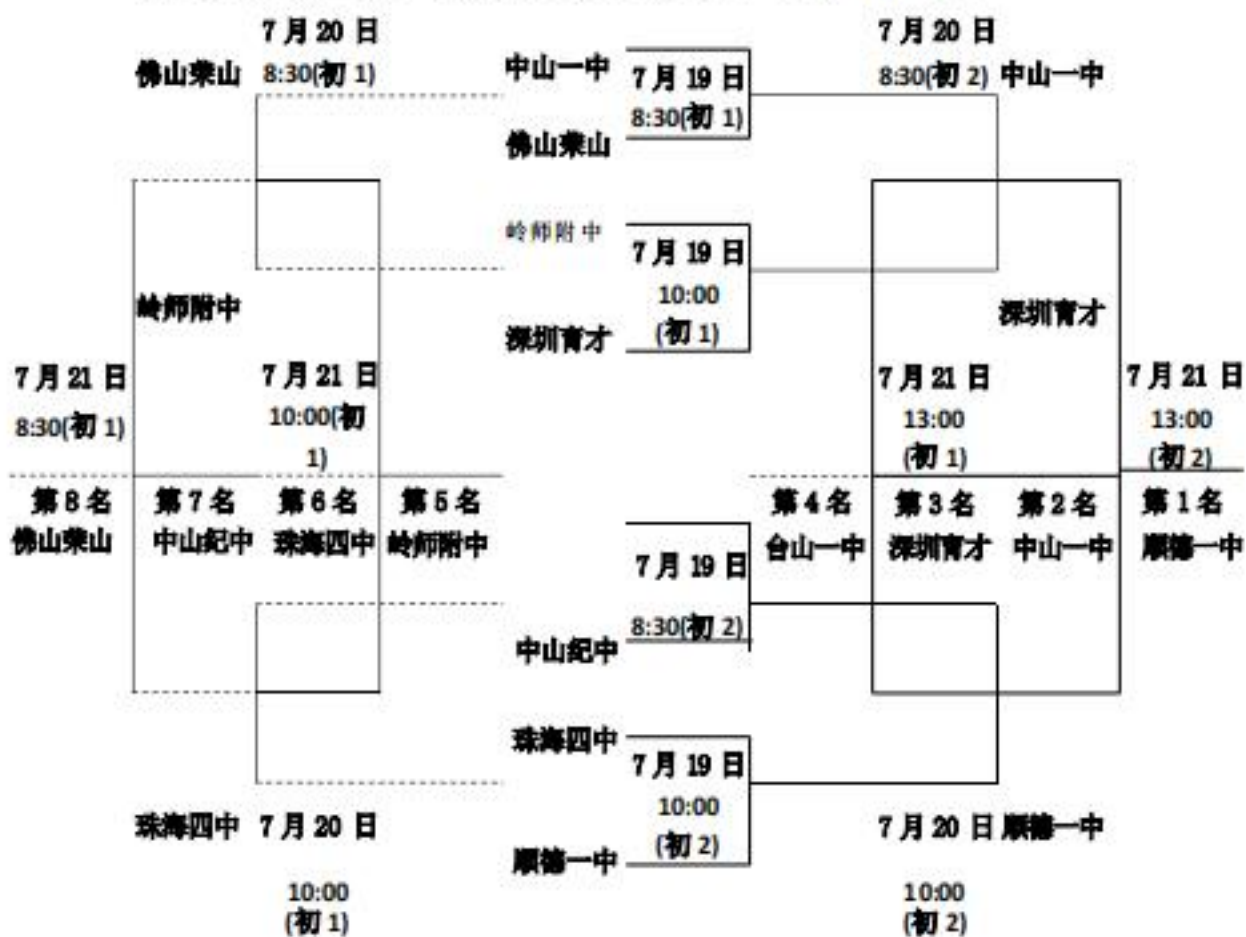 7月20日
7月20日
佛山荣山
8:30(初1)
中山一中
7月19日
8:30(初2)
中山一中
8:30(初1)
佛山荣山
岭师附中
7月19日
10:00
(初1)
岭师附中
深圳育才
深圳育才
7月21日
7月21日
7月21日
7月21日
8:30(初1)
10:00(初
1)
13:00
(初1)
13:00
(初2)
第8名
第7名
第6名
第5名
第4名
第3名
第2名
第1名
佛山荣山
中山纪中
珠海四中
岭师附中
台山一中
深圳育才
中山一中
顺德一中
7月19日
8:30(初2)
中山纪中
珠海四中
7月19日
10:00
(初2)
顺德一中
珠海四中
7月20日
7月20日
顺德一中
10:00
(初1)
10:00
(初2)